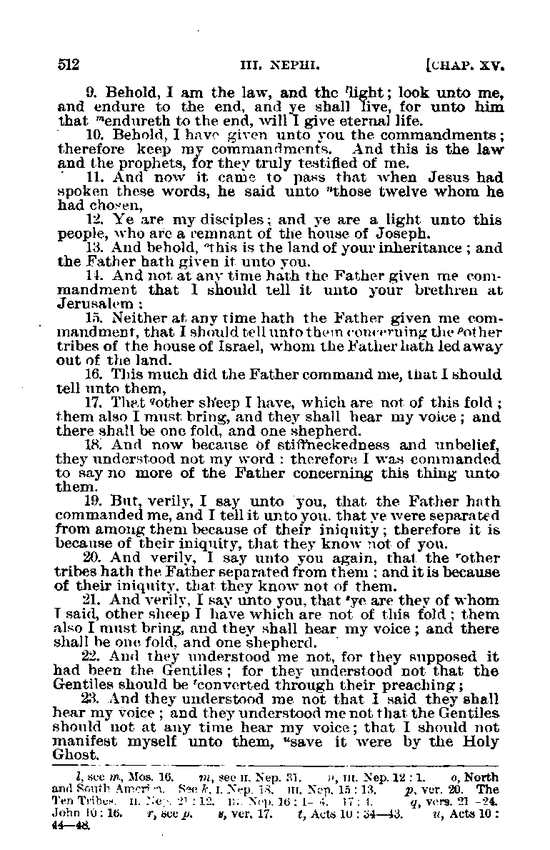 512 III. NEPHI. [CHAP. XV.
9. Behold, I am the law, and the ˡlight; look unto me,
and endure to the end, and ye shall live, for unto him
that ᵐendureth to the end, will I give eternal life.
10. Behold, I have given unto you the commandments;
therefore keep my commandments. And this is the law
and the prophets, for they truly testified of me.
11. And now it came to pass that when Jesus had
spoken these words, he said unto ⁿthose twelve whom he
had chosen,
12. Ye are my disciples; and ye are a light unto this
people, who are a remnant of the house of Joseph.
13. And behold, ᵒthis is the land of your inheritance; and
the Father hath given it unto you.
14. And not at any time hath the Father given me com-
mandment that I should tell it unto your brethren at
Jerusalem:
15. Neither at any time hath the Father given me com-
mandment, that I should tell unto them concerning the ᵖother
tribes of the house of Israel, whom the Father hath led away
out of the land.
16. This much did the Father command me, that I should
tell unto them,
17. That qother sheep I have, which are not of this fold;
them also I must bring, and they shall hear my voice; and
there shall be one fold, and one shepherd.
18. And now because of stiffneckedness and unbelief,
they understood not my word: therefore I was commanded
to say no more of the Father concerning this thing unto
them.
19. But, verily, I say unto you, that the Father hath
commanded me, and I tell it unto you, that ye were separated
from among them because of their iniquity; therefore it is
because of their iniquity, that they know not of you.
20. And verily, I say unto you again, that the ʳother
tribes hath the Father separated from them; and it is because
of their iniquity, that they know not of them.
21. And verily, I say unto you, that ˢye are they of whom
I said, other sheep I have which are not of this fold; them
also I must bring, and they shall hear my voice; and there
shall be one fold, and one shepherd.
22. And they understood me not, for they supposed it
had been the Gentiles; for they understood not that the
Gentiles should be ᵗconverted through their preaching;
23. And they understood me not that I said they shall
hear my voice; and they understood me not that the Gentiles
should not at any time hear my voice; that I should not
manifest myself unto them, ᵘsave it were by the Holy
Ghost.
l, see m, Mos. 16. m, see II. Nep. 31. n, III. Nep. 12:1. o, North
and South America. See k, I. Nep. 18. III. Nep. 15:13. p, ver. 20. The
Ten Tribes. II. Nep. 21:12. III. Nep. 16:1—4. 17:4. q, vers. 21—24.
John 10:16. r, see p. s, ver. 17. t, Acts 10:34—43. u, Acts 10:
44—48.